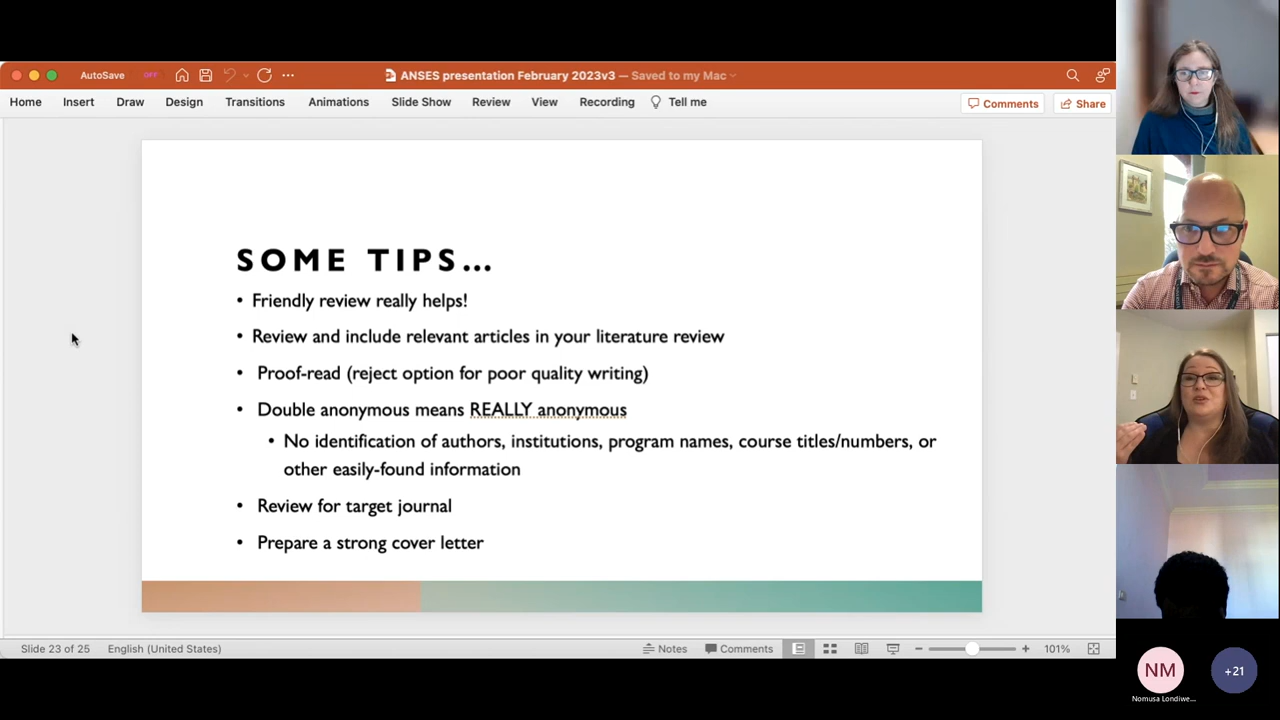 AutoSave OFF ANSES presentation February 2023v3 — Saved to my Mac
Home Insert Draw Design Transitions Animations Slide Show Review View Recording Tell me Comments Share
SOME TIPS...
• Friendly review really helps!
• Review and include relevant articles in your literature review
• Proof-read (reject option for poor quality writing)
• Double anonymous means REALLY anonymous
• No identification of authors, institutions, program names, course titles/numbers, or
other easily-found information
• Review for target journal
• Prepare a strong cover letter
Slide 23 of 25 English (United States) Notes Comments 101%
NM
+21
Nomusa Londiwe...